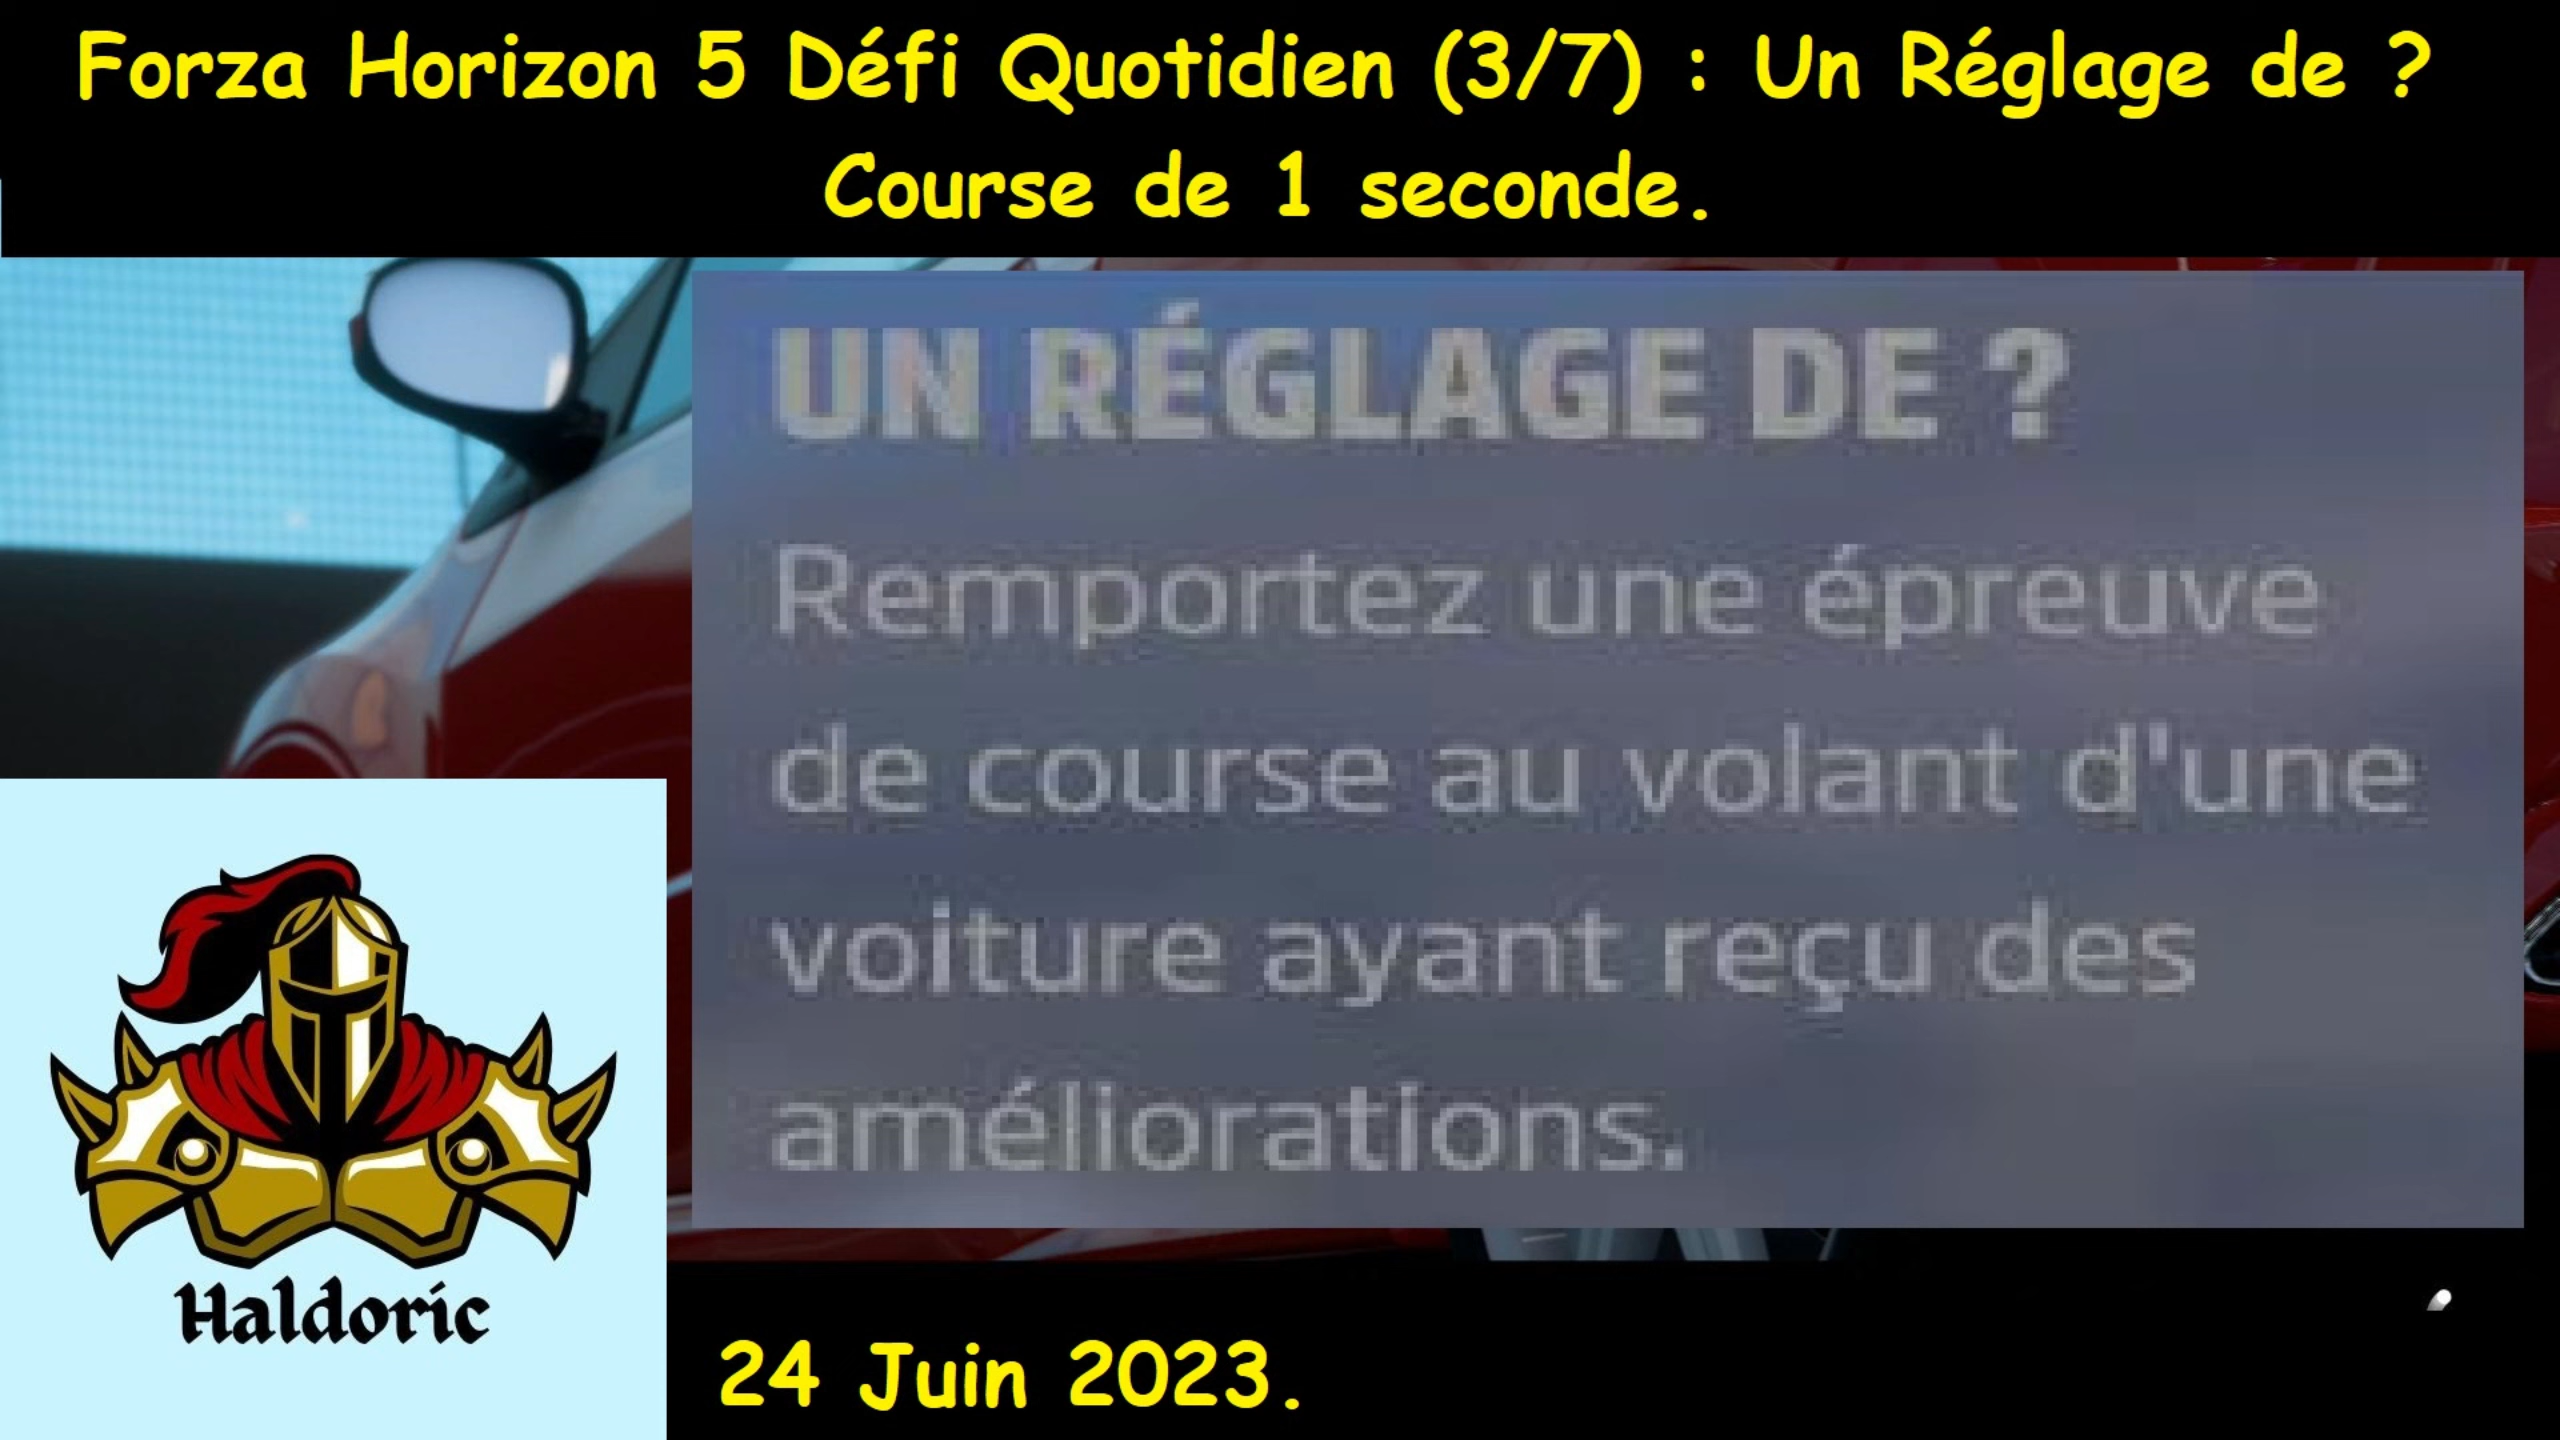 Forza Horizon 5 Défi Quotidien (3/7) : Un Réglage de ?
Course de 1 seconde.
UN RÉGLAGE DE ?
Remportez une épreuve
de course au volant d'une
voiture ayant reçu des
améliorations.
Haldoric
24 Juin 2023.